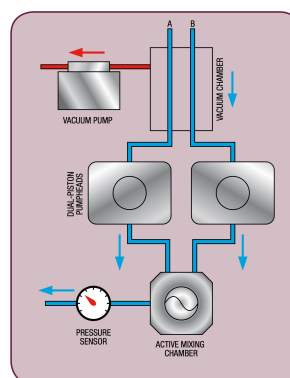 A B
VACUUM CHAMBER
VACUUM PUMP
DUAL-PISTON
PUMPHEADS
PRESSURE
SENSOR
ACTIVE MIXING
CHAMBER